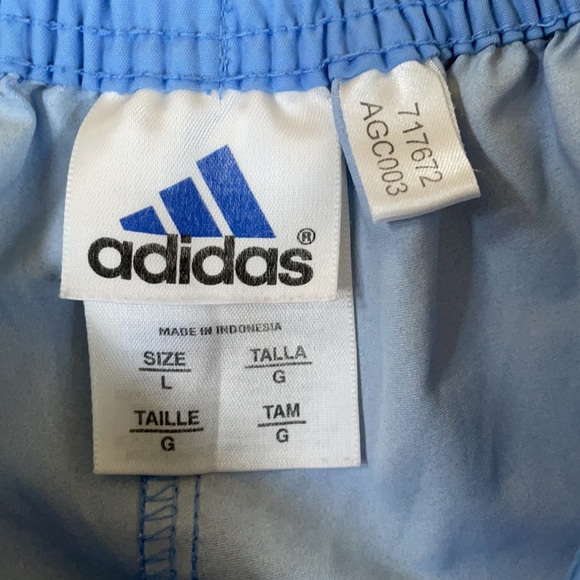 adidas®
MADE IN INDONESIA
SIZE
L
TALLA
G
TAILLE
G
TAM
G
717672
AGC003